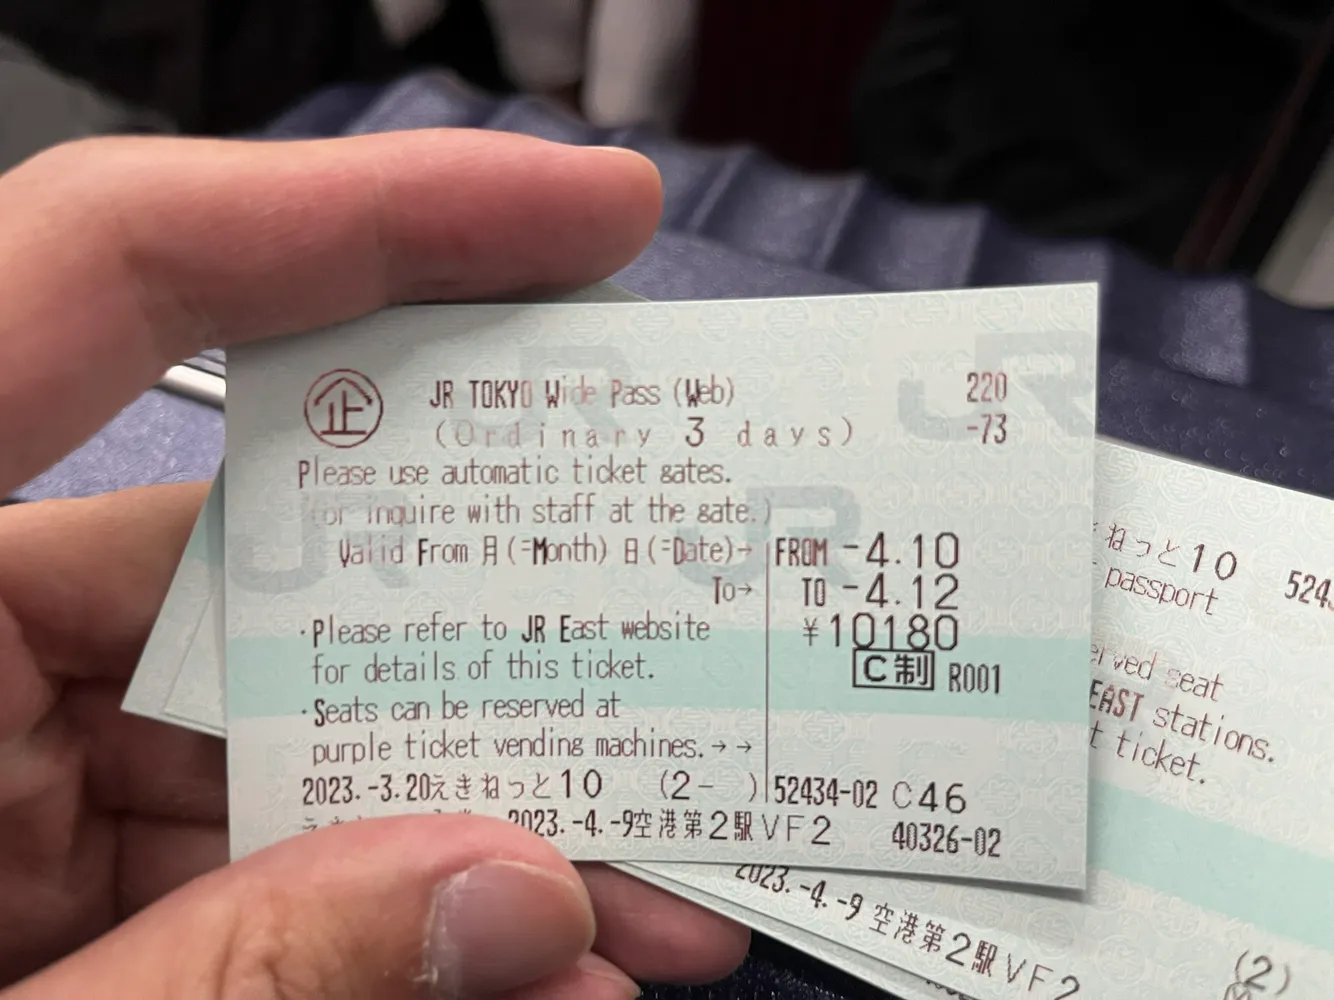 企 JR TOKYO Wide Pass (Web) 220
(Ordinary 3 days) -73
Please use automatic ticket gates.
(or inquire with staff at the gate.)
Valid From 月(=Month) 日(=Date)→ FROM -4.10
To→ TO -4.12
¥10180
C制 R001
・Please refer to JR East website
for details of this ticket.
・Seats can be reserved at
purple ticket vending machines.→→
2023.-3.20えきねっと10 (2- ) 52434-02 C46
2023.-4.-9空港第2駅VF2 40326-02
ねっと10
passport
seat
EAST stations.
ticket.
2023.-4.-9 空港第2駅VF2
(2)
JR
JR
JR
JR